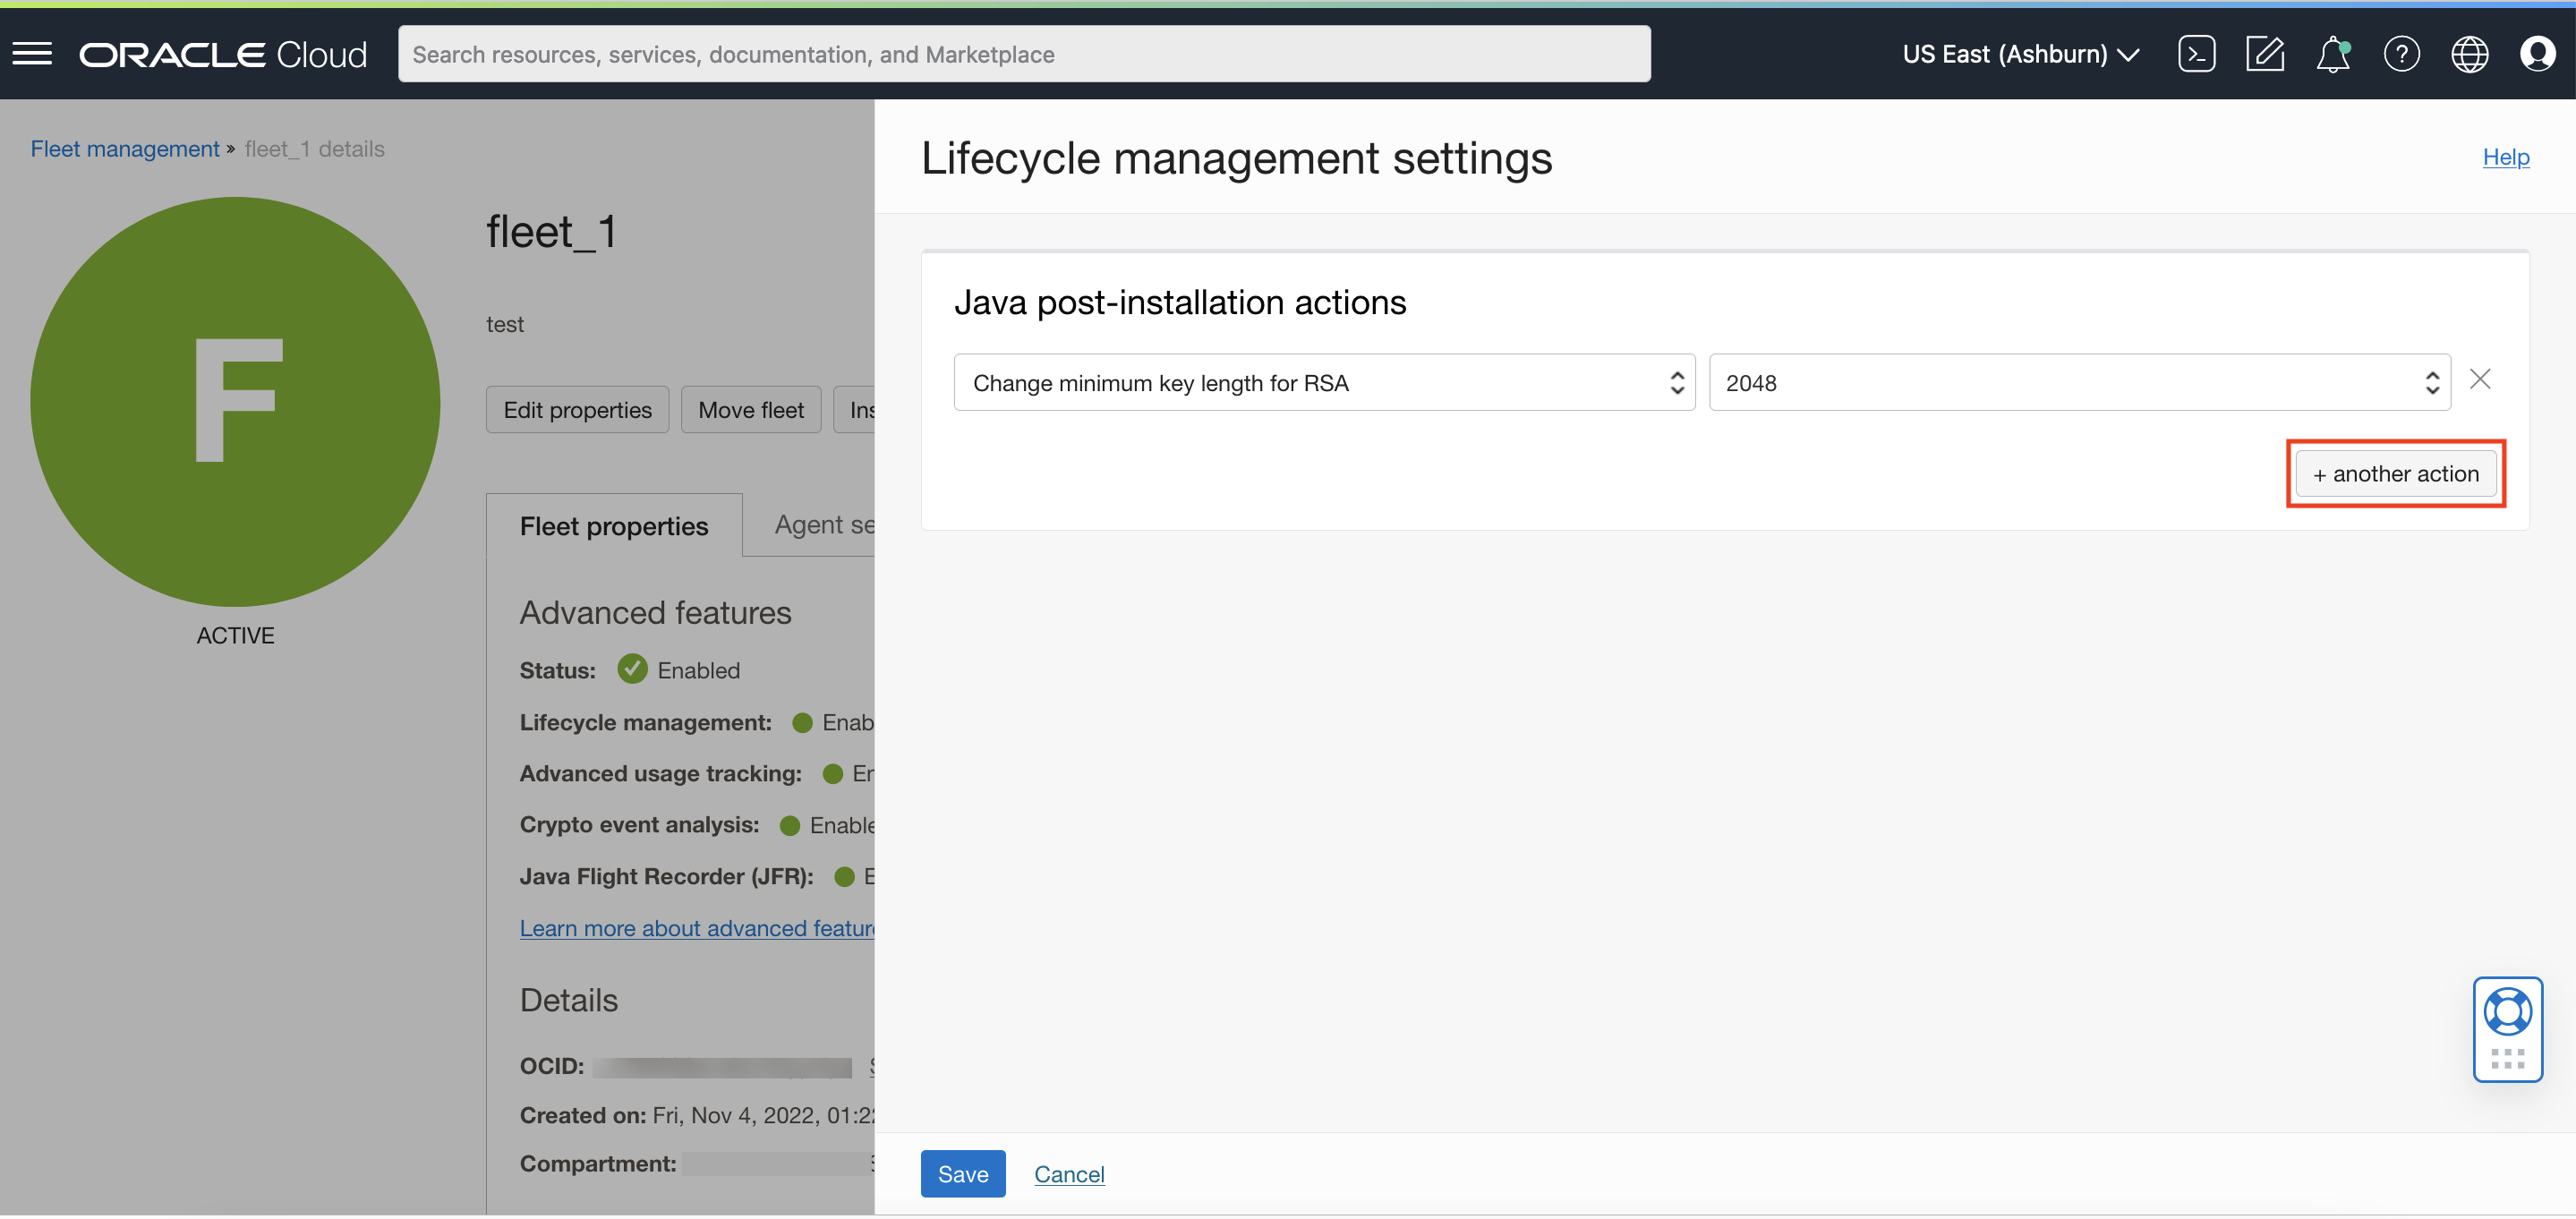 ORACLE Cloud
Search resources, services, documentation, and Marketplace
US East (Ashburn)
Fleet management » fleet_1 details
F
ACTIVE
fleet_1
test
Edit properties
Move fleet
Ins
Fleet properties
Agent se
Advanced features
Status: Enabled
Lifecycle management: Enab
Advanced usage tracking: En
Crypto event analysis: Enable
Java Flight Recorder (JFR): E
Learn more about advanced feature
Details
OCID:
Created on: Fri, Nov 4, 2022, 01:22
Compartment:
Lifecycle management settings
Help
Java post-installation actions
Change minimum key length for RSA
2048
+ another action
Save
Cancel